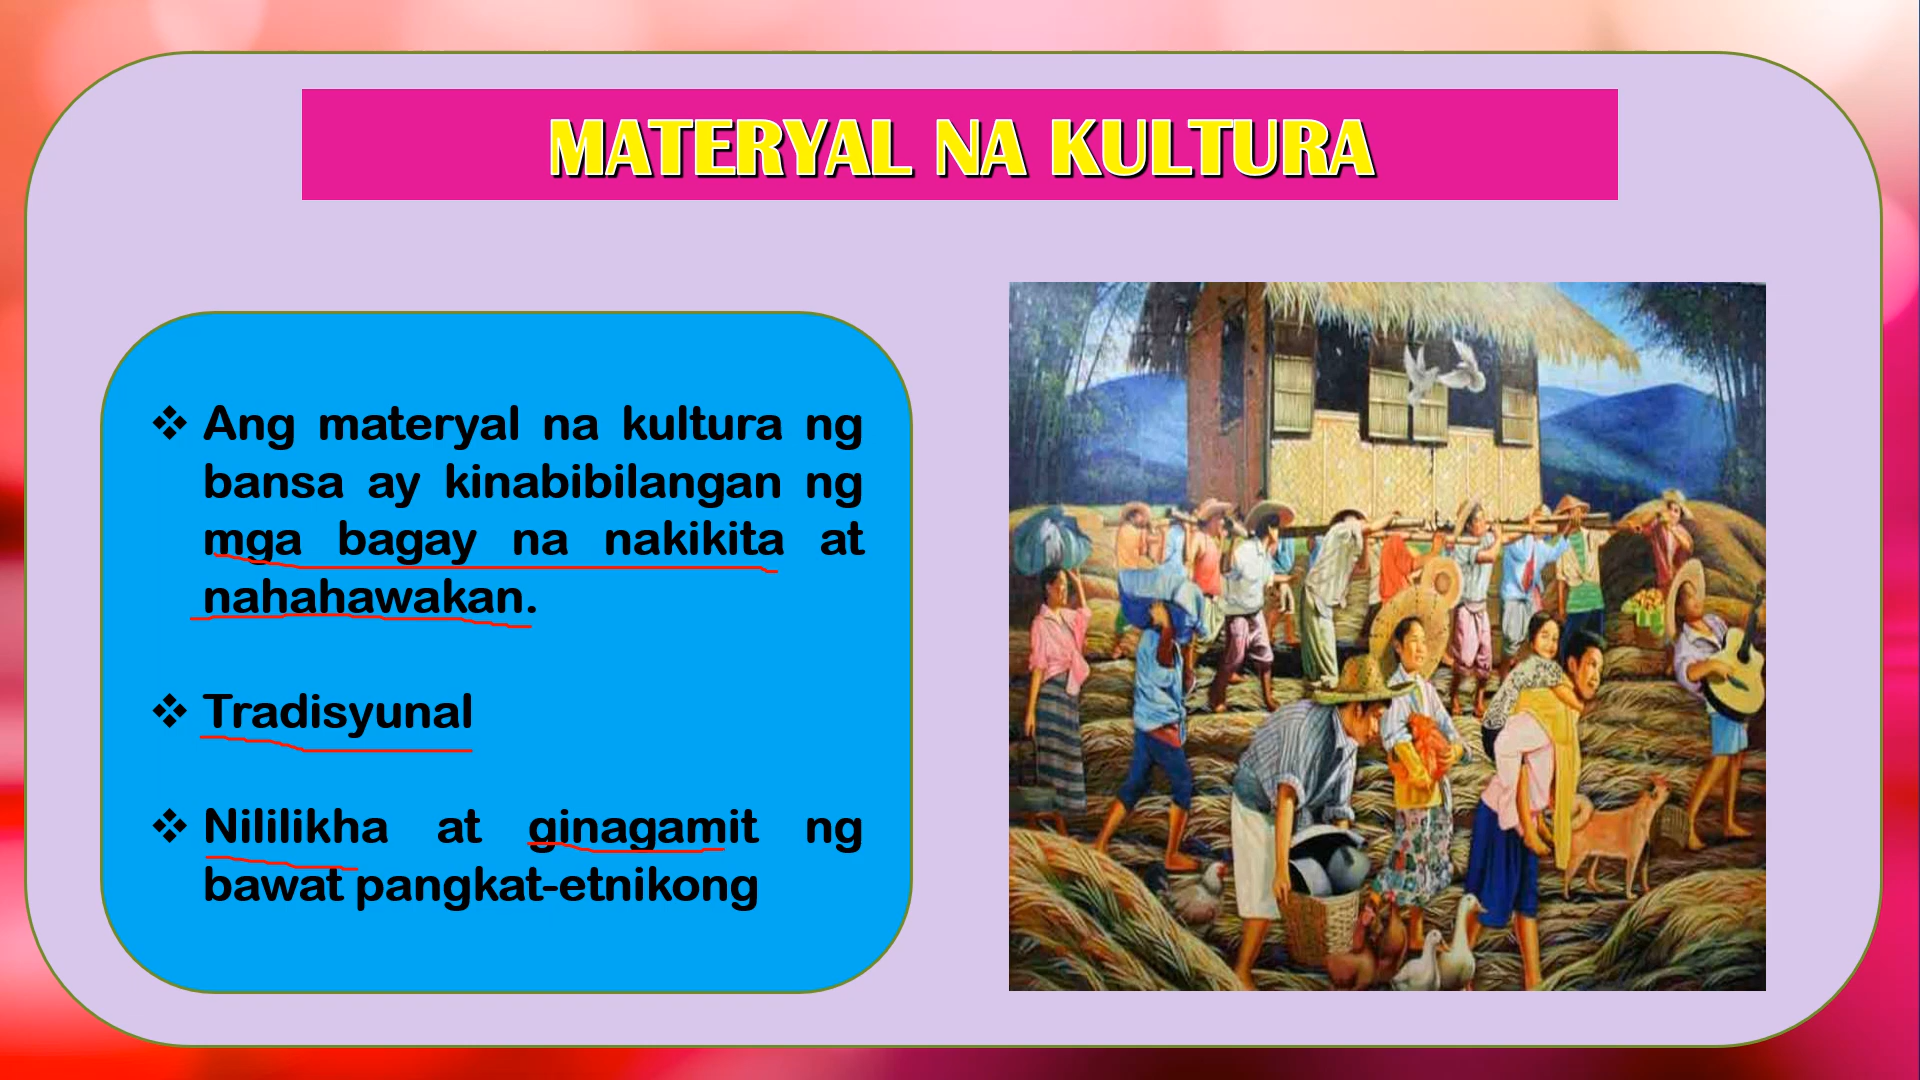 MATERYAL NA KULTURA
❖ Ang materyal na kultura ng
bansa ay kinabibilangan ng
mga bagay na nakikita at
nahahawakan.
❖ Tradisyunal
❖ Nililikha at ginagamit ng
bawat pangkat-etnikong